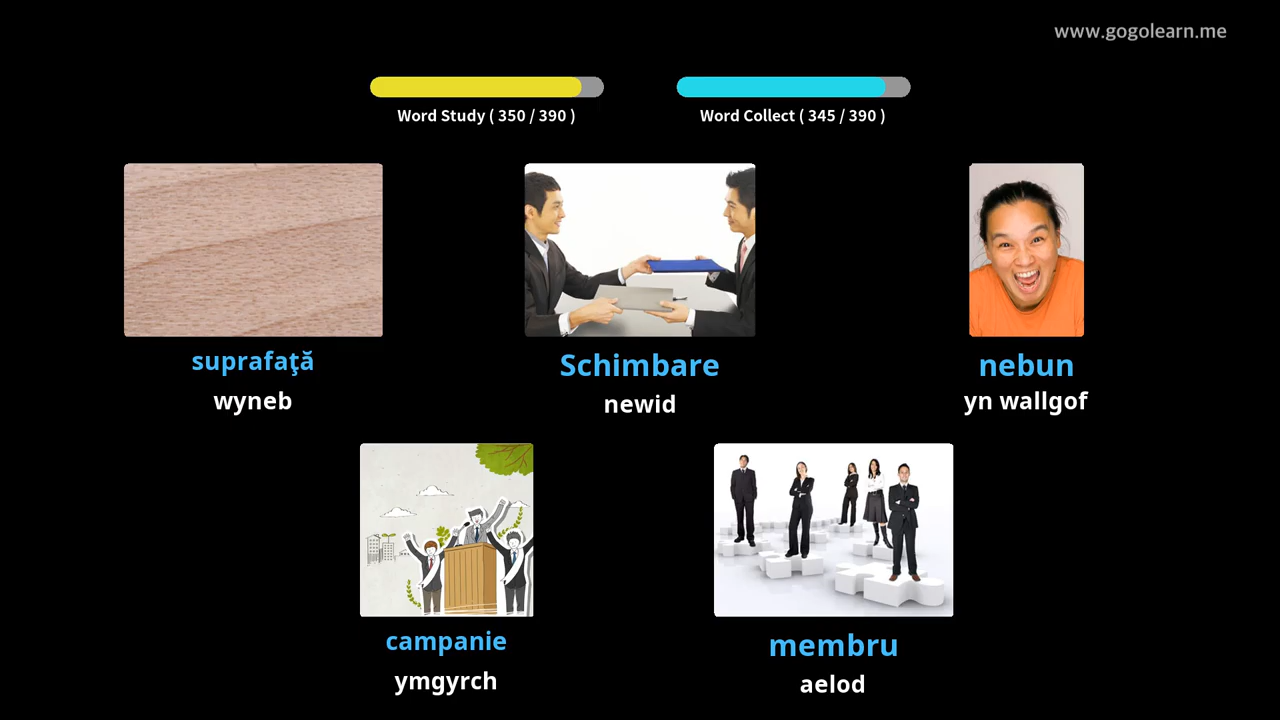 www.gogolearn.me
Word Study ( 350 / 390 )
Word Collect ( 345 / 390 )
suprafaţă
wyneb
Schimbare
newid
nebun
yn wallgof
campanie
ymgyrch
membru
aelod